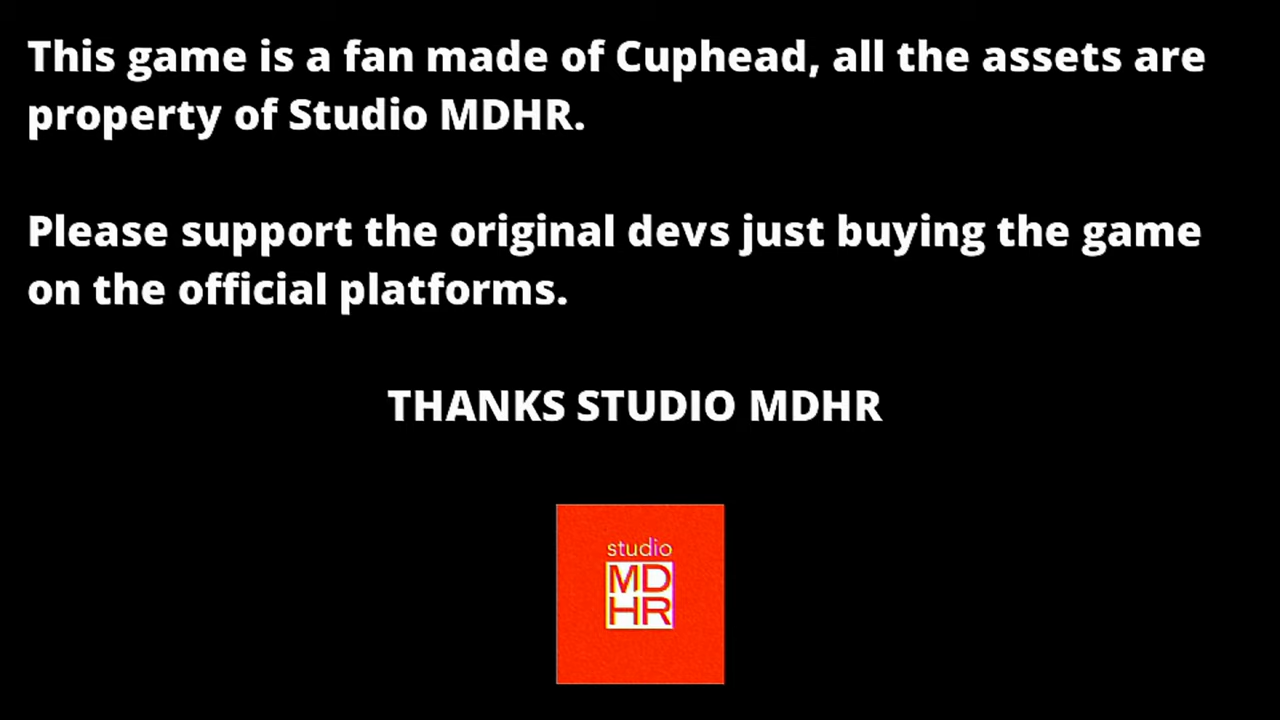 This game is a fan made of Cuphead, all the assets are
property of Studio MDHR.
Please support the original devs just buying the game
on the official platforms.
THANKS STUDIO MDHR
studio
MD
HR